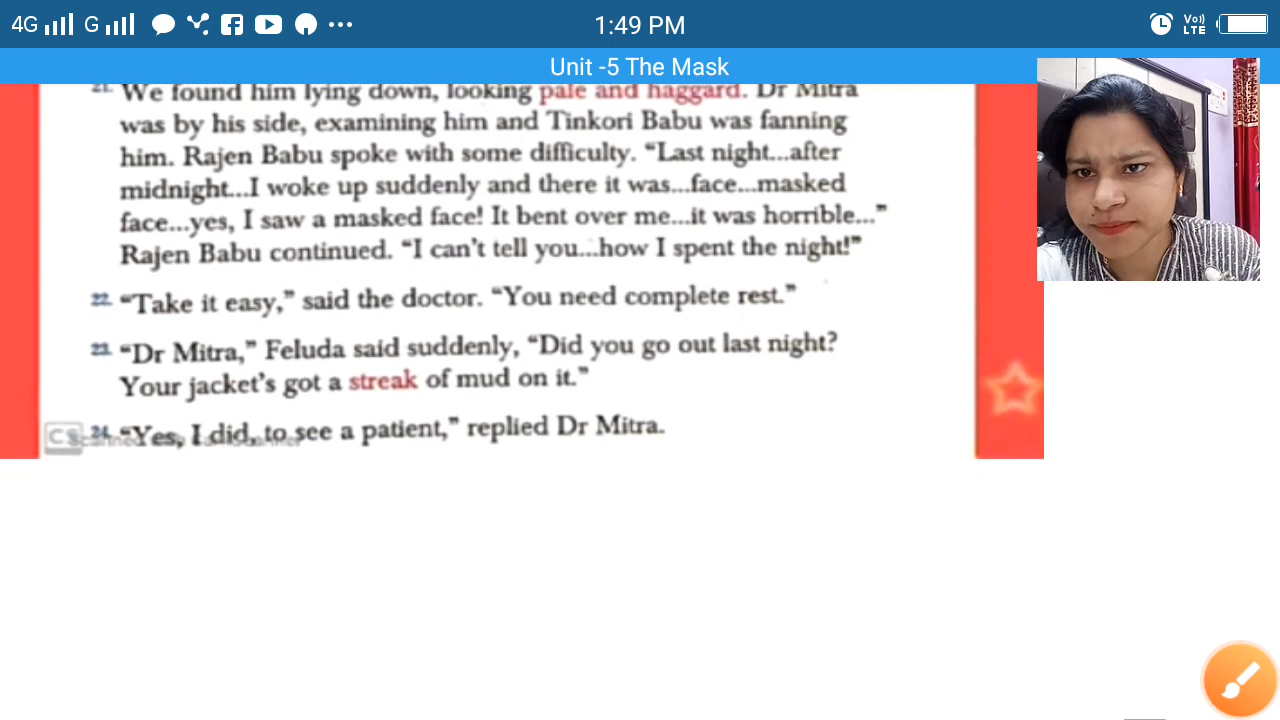 4G G 1:49 PM Vo)) LTE
Unit -5 The Mask
21. We found him lying down, looking pale and haggard. Dr Mitra
was by his side, examining him and Tinkori Babu was fanning
him. Rajen Babu spoke with some difficulty. “Last night...after
midnight...I woke up suddenly and there it was...face...masked
face...yes, I saw a masked face! It bent over me...it was horrible...”
Rajen Babu continued. “I can’t tell you...how I spent the night!”
22. “Take it easy,” said the doctor. “You need complete rest.”
23. “Dr Mitra,” Feluda said suddenly, “Did you go out last night?
Your jacket’s got a streak of mud on it.”
24. “Yes, I did, to see a patient,” replied Dr Mitra.
CS